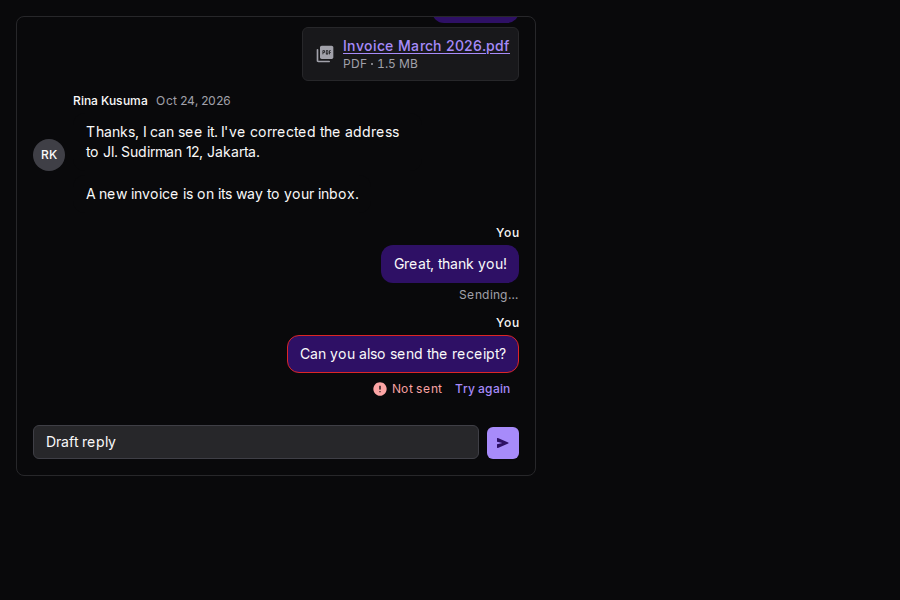 Invoice March 2026.pdf
PDF · 1.5 MB
Rina Kusuma Oct 24, 2026
RK
Thanks, I can see it. I've corrected the address
to Jl. Sudirman 12, Jakarta.
A new invoice is on its way to your inbox.
You
Great, thank you!
Sending...
You
Can you also send the receipt?
Not sent Try again
Draft reply